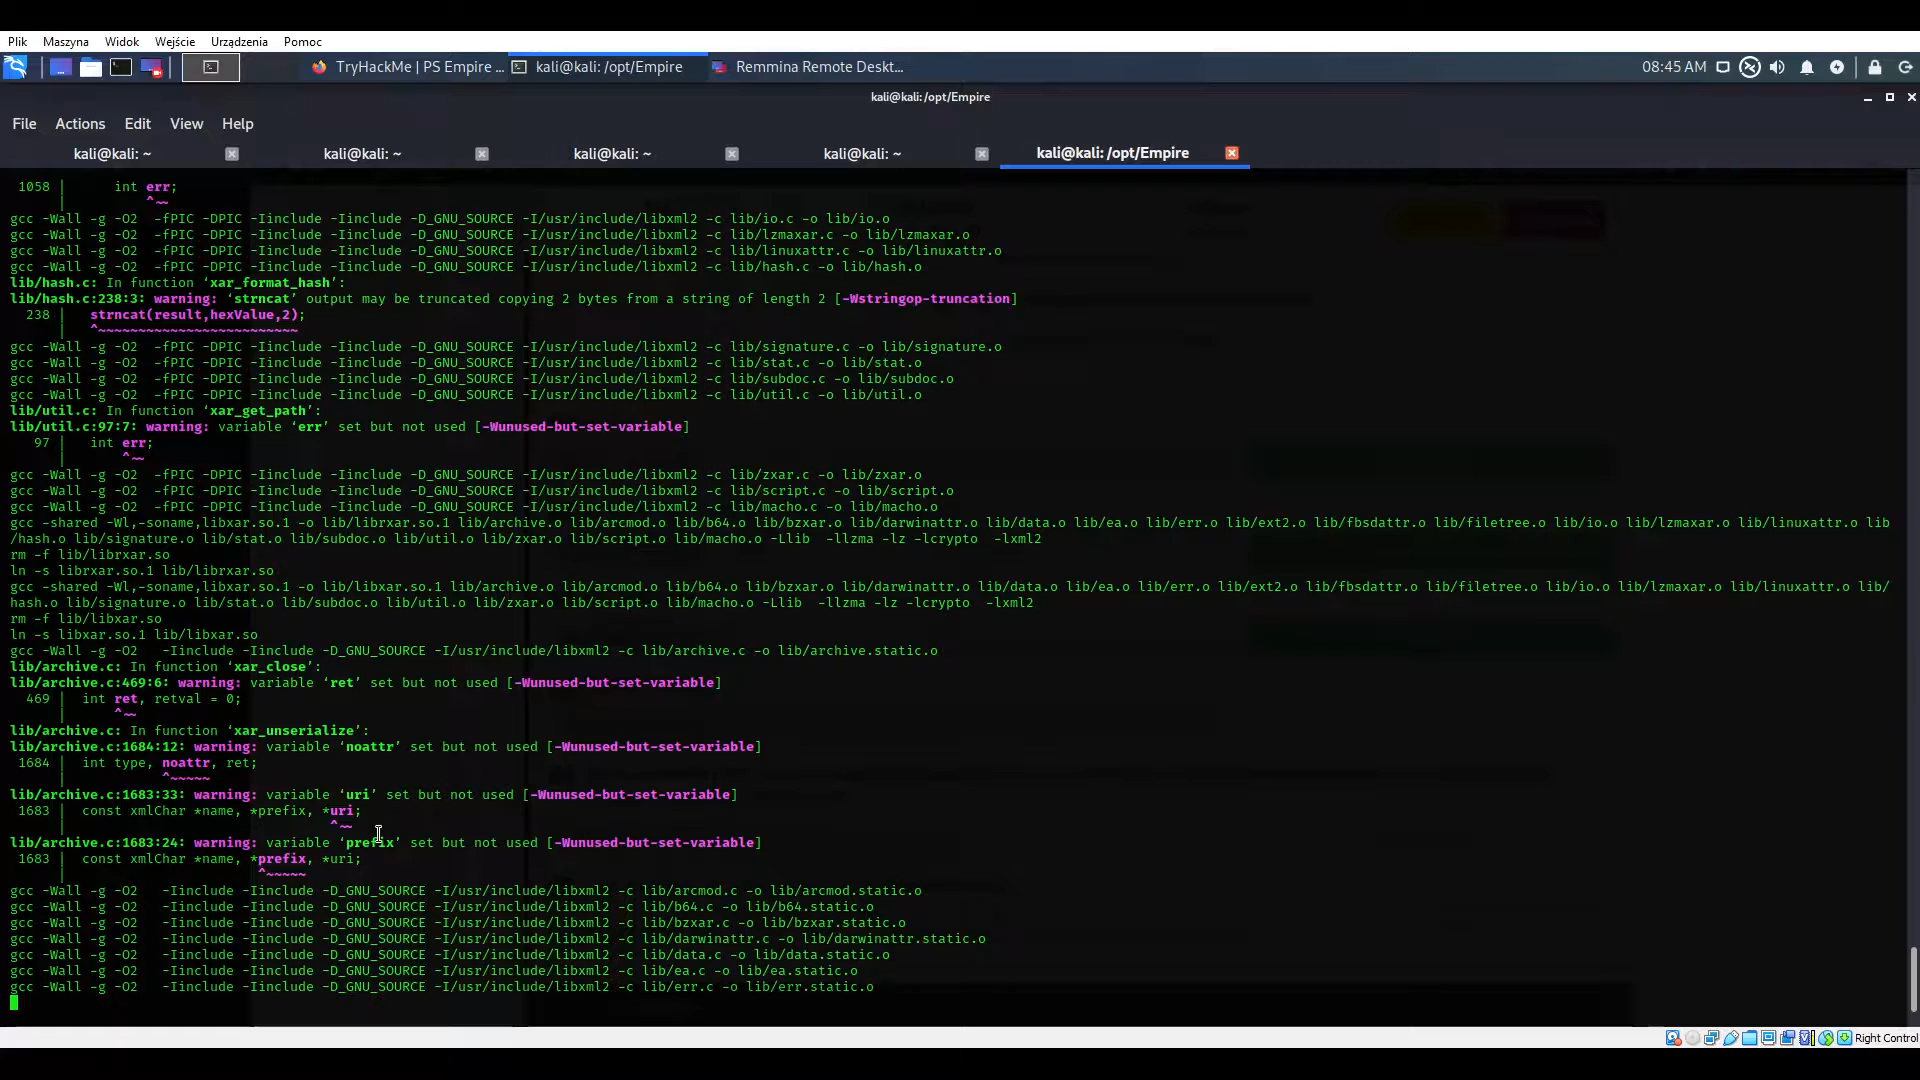 Plik Maszyna Widok Wejście Urządzenia Pomoc
TryHackMe | PS Empire ... kali@kali: /opt/Empire Remmina Remote Deskt... 08:45 AM
kali@kali: /opt/Empire
File Actions Edit View Help
kali@kali: ~ kali@kali: ~ kali@kali: ~ kali@kali: ~ kali@kali: /opt/Empire
1058 | int err;
| ^~~
gcc -Wall -g -O2 -fPIC -DPIC -Iinclude -Iinclude -D_GNU_SOURCE -I/usr/include/libxml2 -c lib/io.c -o lib/io.o
gcc -Wall -g -O2 -fPIC -DPIC -Iinclude -Iinclude -D_GNU_SOURCE -I/usr/include/libxml2 -c lib/lzmaxar.c -o lib/lzmaxar.o
gcc -Wall -g -O2 -fPIC -DPIC -Iinclude -Iinclude -D_GNU_SOURCE -I/usr/include/libxml2 -c lib/linuxattr.c -o lib/linuxattr.o
gcc -Wall -g -O2 -fPIC -DPIC -Iinclude -Iinclude -D_GNU_SOURCE -I/usr/include/libxml2 -c lib/hash.c -o lib/hash.o
lib/hash.c: In function ‘xar_format_hash’:
lib/hash.c:238:3: warning: ‘strncat’ output may be truncated copying 2 bytes from a string of length 2 [-Wstringop-truncation]
238 | strncat(result,hexValue,2);
| ^~~~~~~~~~~~~~~~~~~~~~~~~~
gcc -Wall -g -O2 -fPIC -DPIC -Iinclude -Iinclude -D_GNU_SOURCE -I/usr/include/libxml2 -c lib/signature.c -o lib/signature.o
gcc -Wall -g -O2 -fPIC -DPIC -Iinclude -Iinclude -D_GNU_SOURCE -I/usr/include/libxml2 -c lib/stat.c -o lib/stat.o
gcc -Wall -g -O2 -fPIC -DPIC -Iinclude -Iinclude -D_GNU_SOURCE -I/usr/include/libxml2 -c lib/subdoc.c -o lib/subdoc.o
gcc -Wall -g -O2 -fPIC -DPIC -Iinclude -Iinclude -D_GNU_SOURCE -I/usr/include/libxml2 -c lib/util.c -o lib/util.o
lib/util.c: In function ‘xar_get_path’:
lib/util.c:97:7: warning: variable ‘err’ set but not used [-Wunused-but-set-variable]
97 | int err;
| ^~~
gcc -Wall -g -O2 -fPIC -DPIC -Iinclude -Iinclude -D_GNU_SOURCE -I/usr/include/libxml2 -c lib/zxar.c -o lib/zxar.o
gcc -Wall -g -O2 -fPIC -DPIC -Iinclude -Iinclude -D_GNU_SOURCE -I/usr/include/libxml2 -c lib/script.c -o lib/script.o
gcc -Wall -g -O2 -fPIC -DPIC -Iinclude -Iinclude -D_GNU_SOURCE -I/usr/include/libxml2 -c lib/macho.c -o lib/macho.o
gcc -shared -Wl,-soname,libxar.so.1 -o lib/librxar.so.1 lib/archive.o lib/arcmod.o lib/b64.o lib/bzxar.o lib/darwinattr.o lib/data.o lib/ea.o lib/err.o lib/ext2.o lib/fbsdattr.o lib/filetree.o lib/io.o lib/lzmaxar.o lib/linuxattr.o lib
/hash.o lib/signature.o lib/stat.o lib/subdoc.o lib/util.o lib/zxar.o lib/script.o lib/macho.o -Llib -llzma -lz -lcrypto -lxml2
rm -f lib/librxar.so
ln -s librxar.so.1 lib/librxar.so
gcc -shared -Wl,-soname,libxar.so.1 -o lib/libxar.so.1 lib/archive.o lib/arcmod.o lib/b64.o lib/bzxar.o lib/darwinattr.o lib/data.o lib/ea.o lib/err.o lib/ext2.o lib/fbsdattr.o lib/filetree.o lib/io.o lib/lzmaxar.o lib/linuxattr.o lib/
hash.o lib/signature.o lib/stat.o lib/subdoc.o lib/util.o lib/zxar.o lib/script.o lib/macho.o -Llib -llzma -lz -lcrypto -lxml2
rm -f lib/libxar.so
ln -s libxar.so.1 lib/libxar.so
gcc -Wall -g -O2 -Iinclude -Iinclude -D_GNU_SOURCE -I/usr/include/libxml2 -c lib/archive.c -o lib/archive.static.o
lib/archive.c: In function ‘xar_close’:
lib/archive.c:469:6: warning: variable ‘ret’ set but not used [-Wunused-but-set-variable]
469 | int ret, retval = 0;
| ^~~
lib/archive.c: In function ‘xar_unserialize’:
lib/archive.c:1684:12: warning: variable ‘noattr’ set but not used [-Wunused-but-set-variable]
1684 | int type, noattr, ret;
| ^~~~~~
lib/archive.c:1683:33: warning: variable ‘uri’ set but not used [-Wunused-but-set-variable]
1683 | const xmlChar *name, *prefix, *uri;
| ^~~
lib/archive.c:1683:24: warning: variable ‘prefix’ set but not used [-Wunused-but-set-variable]
1683 | const xmlChar *name, *prefix, *uri;
| ^~~~~~
gcc -Wall -g -O2 -Iinclude -Iinclude -D_GNU_SOURCE -I/usr/include/libxml2 -c lib/arcmod.c -o lib/arcmod.static.o
gcc -Wall -g -O2 -Iinclude -Iinclude -D_GNU_SOURCE -I/usr/include/libxml2 -c lib/b64.c -o lib/b64.static.o
gcc -Wall -g -O2 -Iinclude -Iinclude -D_GNU_SOURCE -I/usr/include/libxml2 -c lib/bzxar.c -o lib/bzxar.static.o
gcc -Wall -g -O2 -Iinclude -Iinclude -D_GNU_SOURCE -I/usr/include/libxml2 -c lib/darwinattr.c -o lib/darwinattr.static.o
gcc -Wall -g -O2 -Iinclude -Iinclude -D_GNU_SOURCE -I/usr/include/libxml2 -c lib/data.c -o lib/data.static.o
gcc -Wall -g -O2 -Iinclude -Iinclude -D_GNU_SOURCE -I/usr/include/libxml2 -c lib/ea.c -o lib/ea.static.o
gcc -Wall -g -O2 -Iinclude -Iinclude -D_GNU_SOURCE -I/usr/include/libxml2 -c lib/err.c -o lib/err.static.o
Right Control